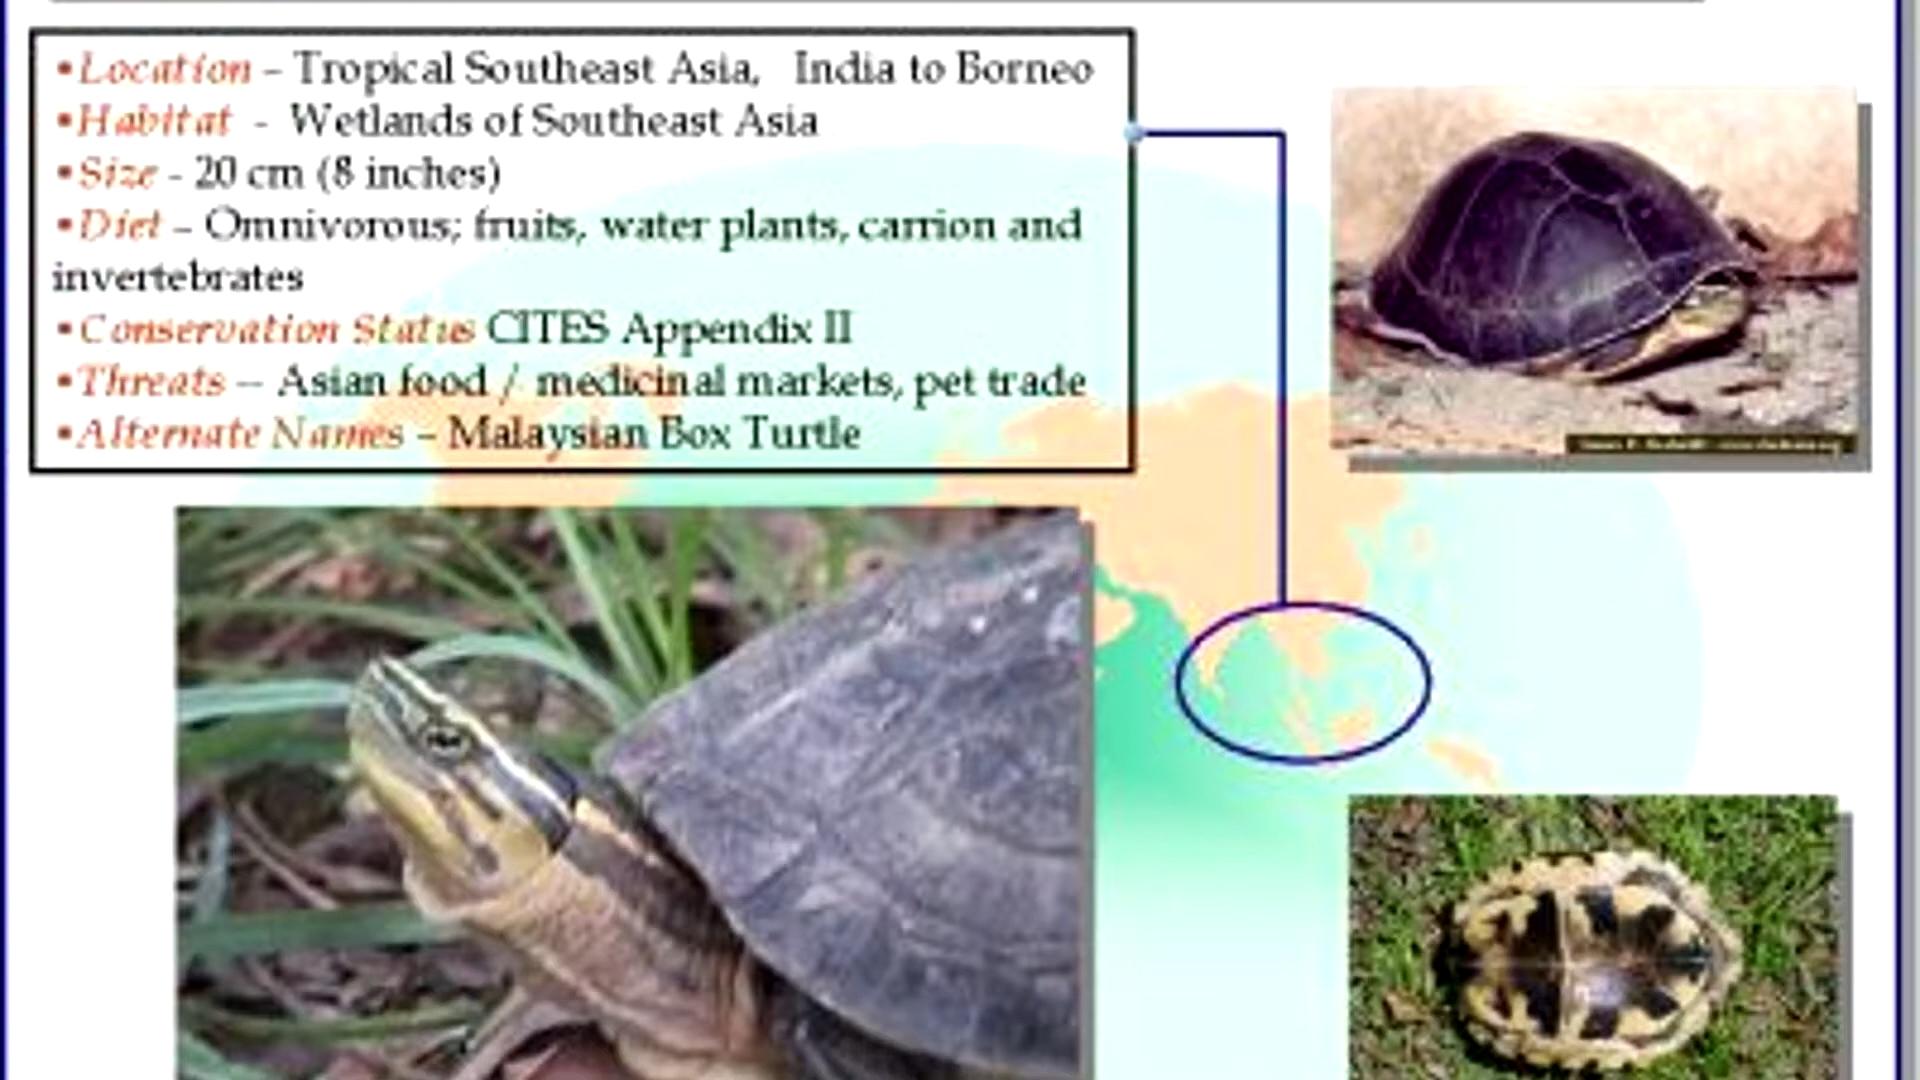 •Location – Tropical Southeast Asia, India to Borneo
•Habitat - Wetlands of Southeast Asia
•Size - 20 cm (8 inches)
•Diet – Omnivorous; fruits, water plants, carrion and
invertebrates
•Conservation Status CITES Appendix II
•Threats – Asian food / medicinal markets, pet trade
•Alternate Names – Malaysian Box Turtle